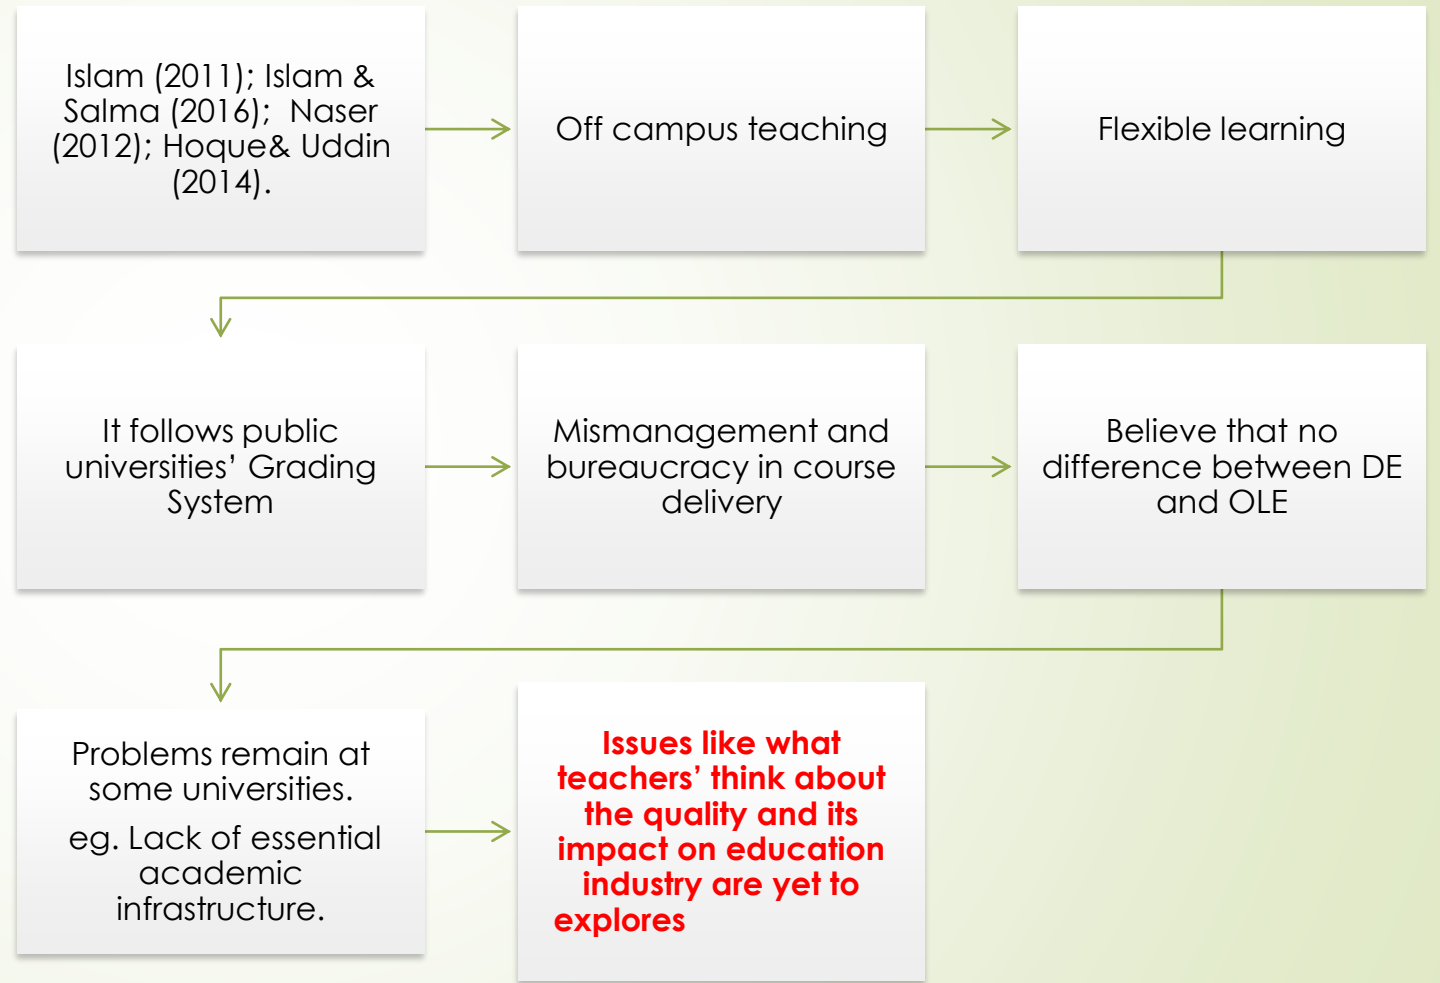 Islam (2011); Islam &
Salma (2016);  Naser
(2012); Hoque& Uddin
(2014).
Off campus teaching
Flexible learning
It follows public
universities’ Grading
System
Mismanagement and
bureaucracy in course
delivery
Believe that no
difference between DE
and OLE
Problems remain at
some universities.
eg. Lack of essential
academic
infrastructure.
Issues like what
teachers’ think about
the quality and its
impact on education
industry are yet to
explores